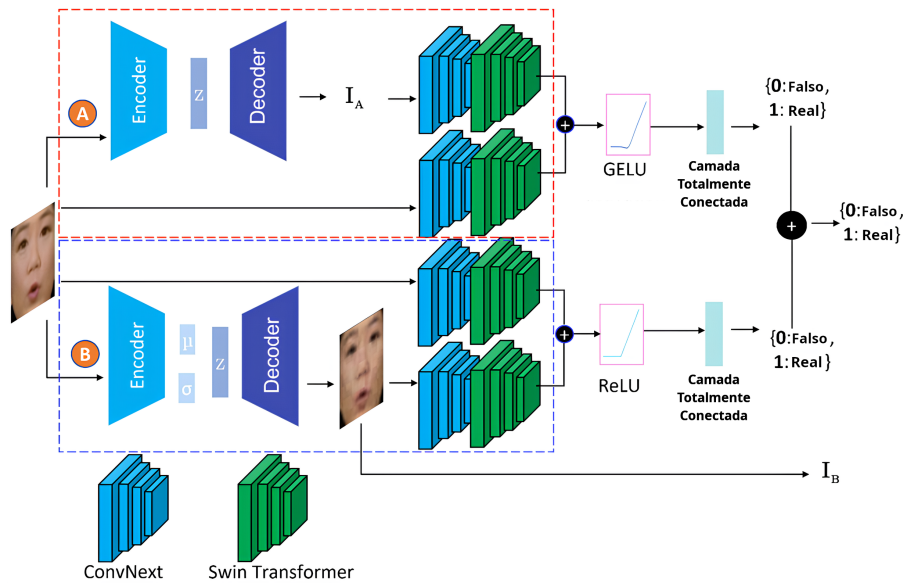 A
Encoder
z
Decoder
I_A
+
GELU
Camada
Totalmente
Conectada
{0:Falso,
1: Real}
+
{0:Falso,
1: Real}
B
Encoder
μ
σ
z
Decoder
+
ReLU
Camada
Totalmente
Conectada
{0:Falso,
1: Real}
I_B
ConvNext
Swin Transformer